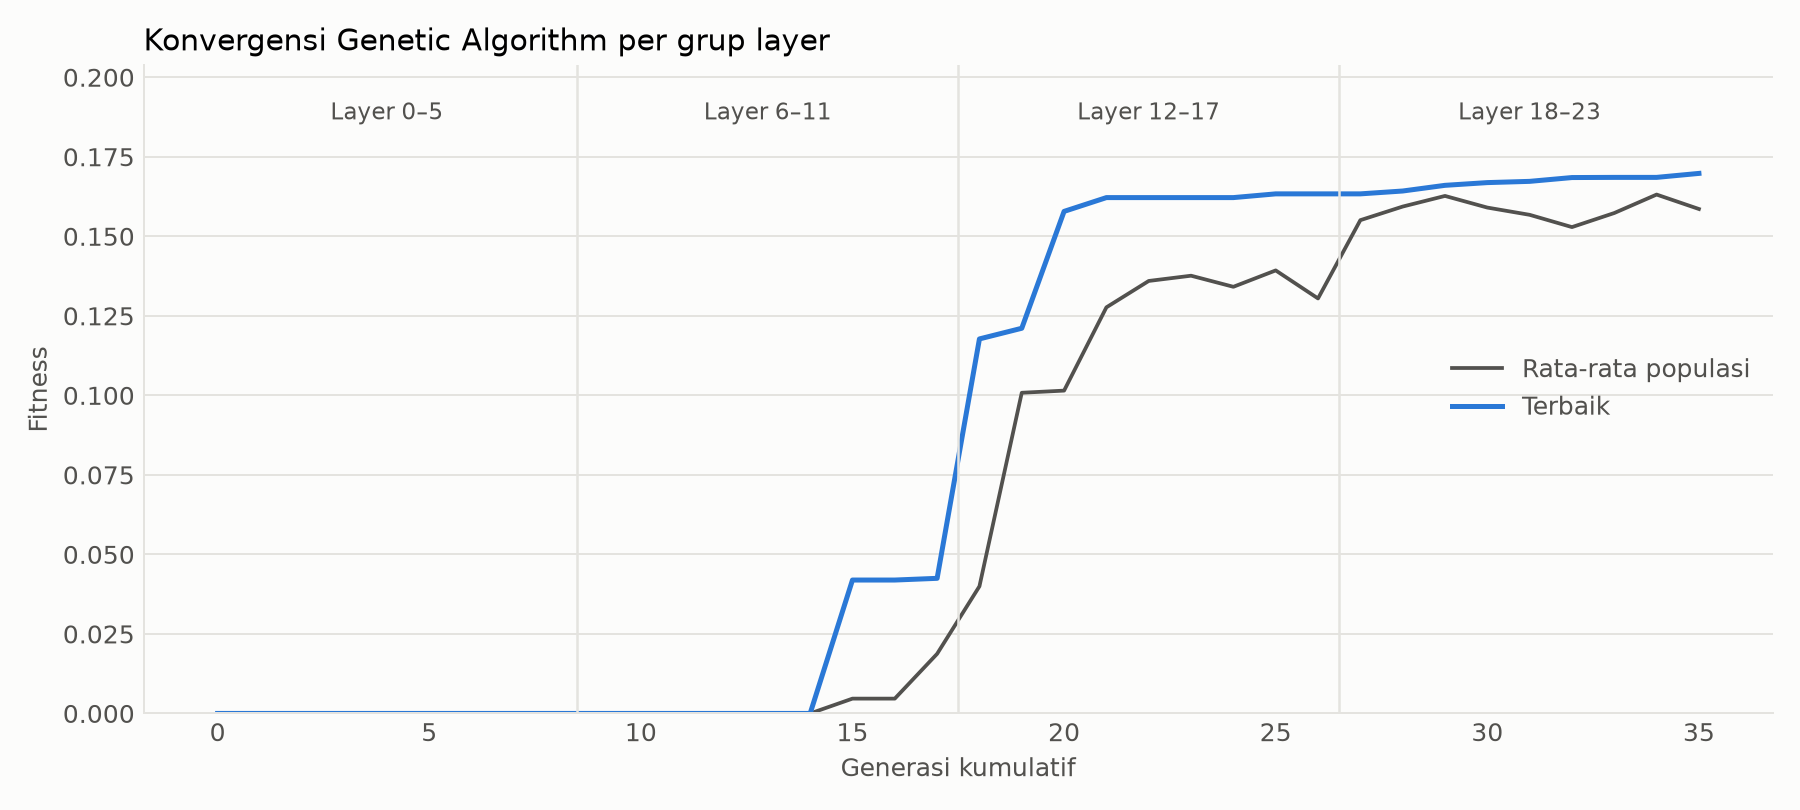 Konvergensi Genetic Algorithm per grup layer
0.200
Layer 0–5
Layer 6–11
Layer 12–17
Layer 18–23
0.175
0.150
0.125
0.100
0.075
0.050
0.025
0.000
Fitness
Rata-rata populasi
Terbaik
0
5
10
15
20
25
30
35
Generasi kumulatif